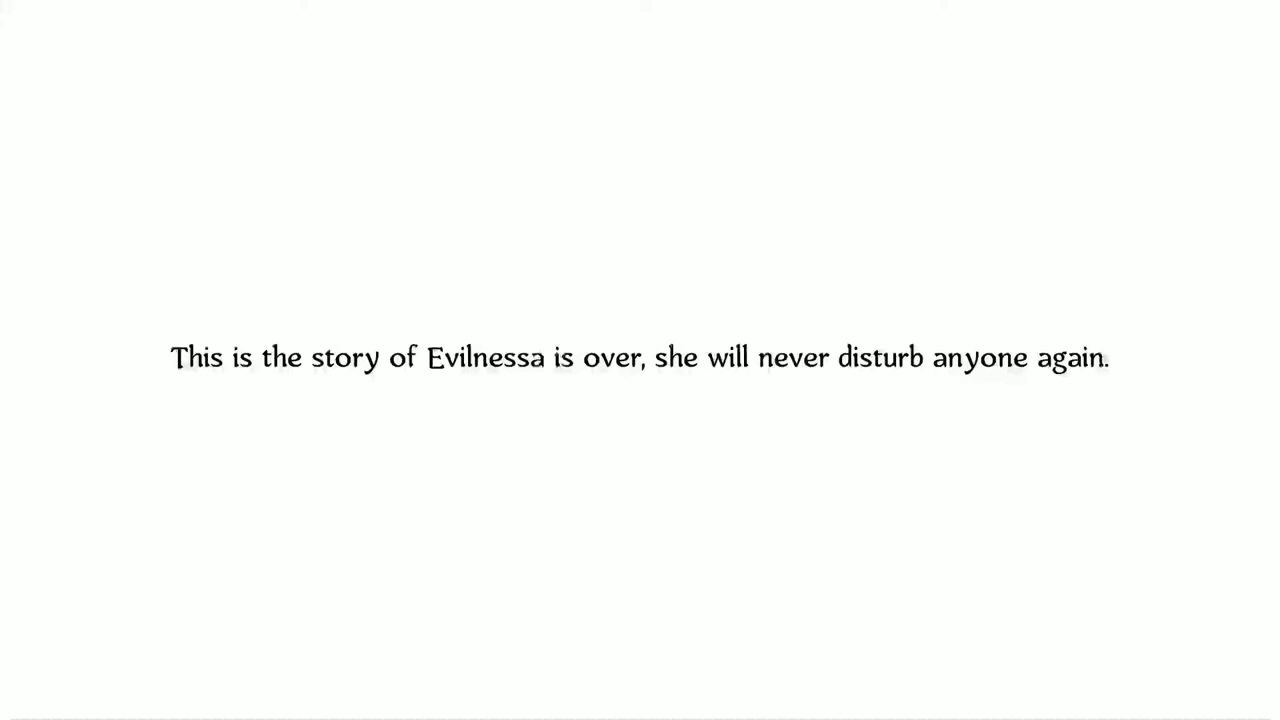 This is the story of Evilnessa is over, she will never disturb anyone again.